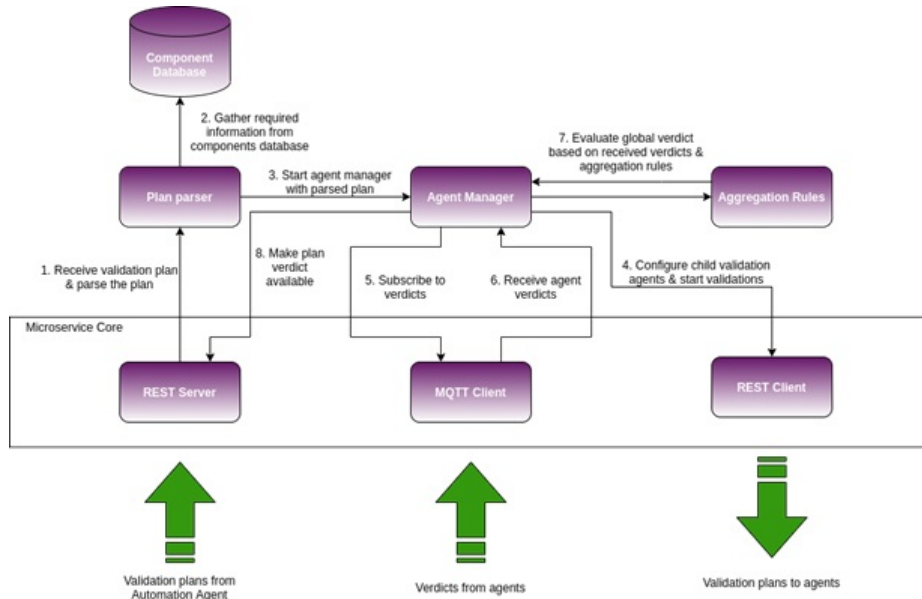 Component
Database
2. Gather required
information from
components database
7. Evaluate global verdict
based on received verdicts &
aggregation rules
3. Start agent manager
with parsed plan
Plan parser
Agent Manager
Aggregation Rules
1. Receive validation plan
& parse the plan
8. Make plan
verdict
available
5. Subscribe to
verdicts
6. Receive agent
verdicts
4. Configure child validation
agents & start validations
Microservice Core
REST Server
MQTT Client
REST Client
Validation plans from
Automation Agent
Verdicts from agents
Validation plans to agents